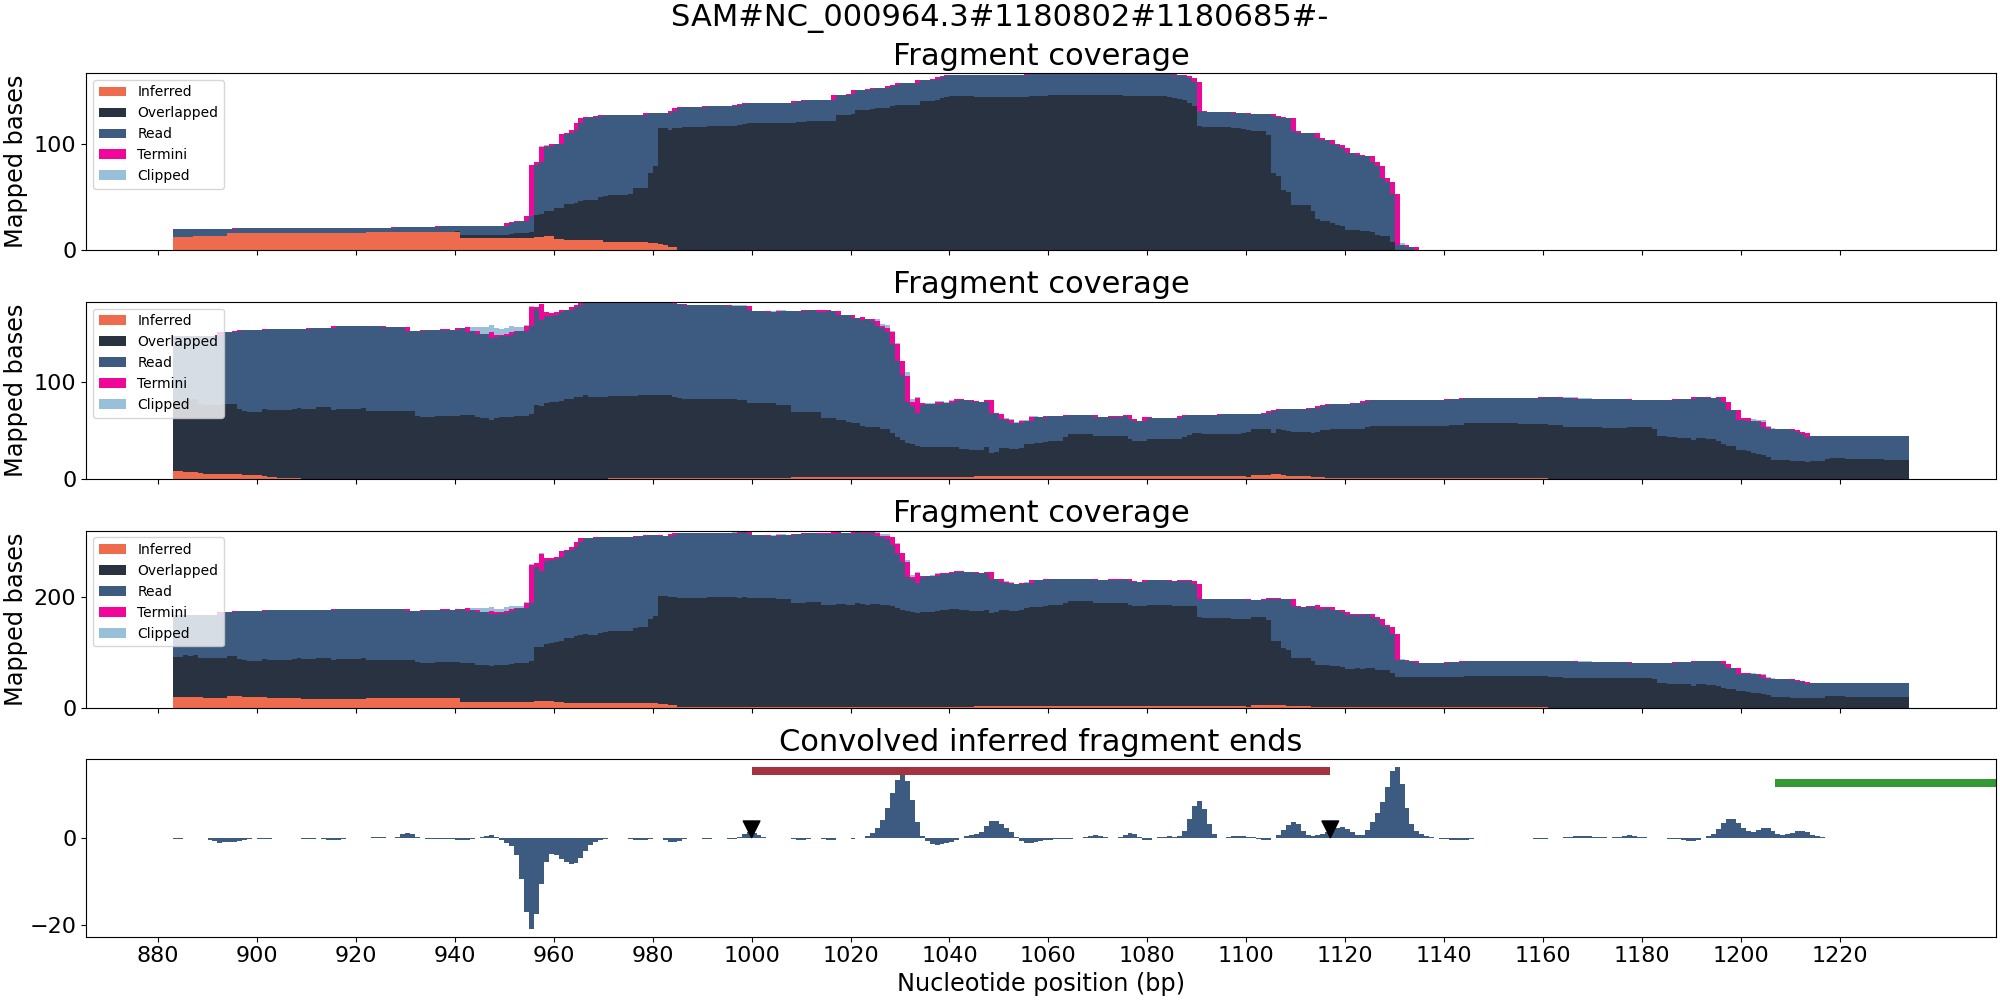 SAM#NC_000964.3#1180802#1180685#-
Fragment coverage
Mapped bases
100
0
Inferred
Overlapped
Read
Termini
Clipped
Fragment coverage
Mapped bases
100
0
Inferred
Overlapped
Read
Termini
Clipped
Fragment coverage
Mapped bases
200
0
Inferred
Overlapped
Read
Termini
Clipped
Convolved inferred fragment ends
0
−20
880 900 920 940 960 980 1000 1020 1040 1060 1080 1100 1120 1140 1160 1180 1200 1220
Nucleotide position (bp)